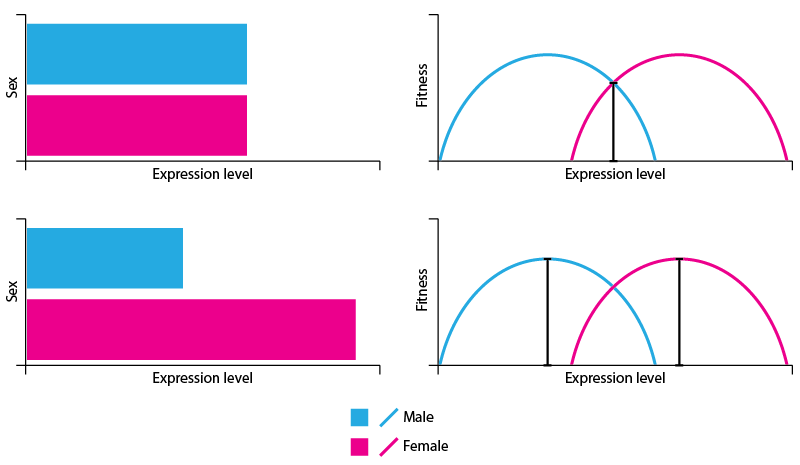 Sex
Expression level
Fitness
Expression level
Sex
Expression level
Fitness
Expression level
Male
Female